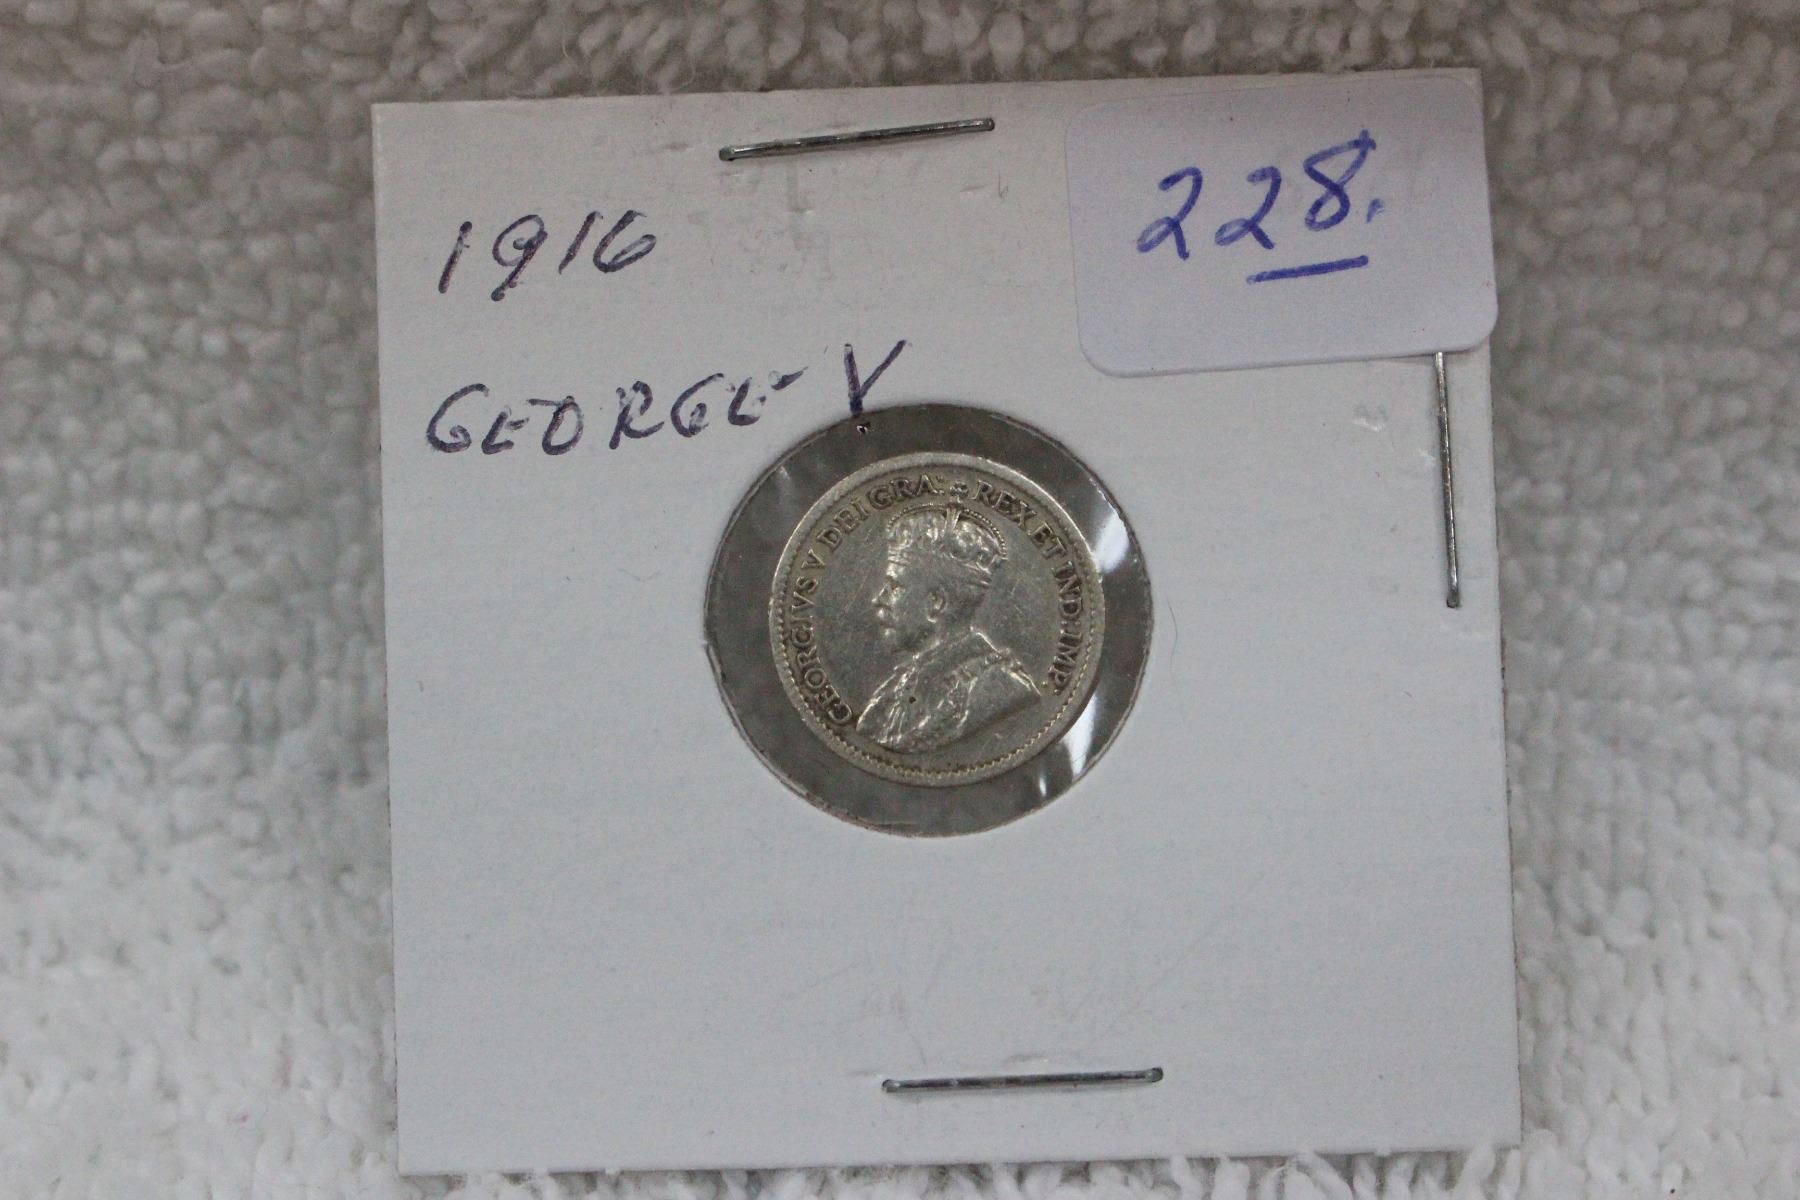 1916
228.
GEORGE V
GEORGIVS V DEI GRA: REX ET IND:IMP: